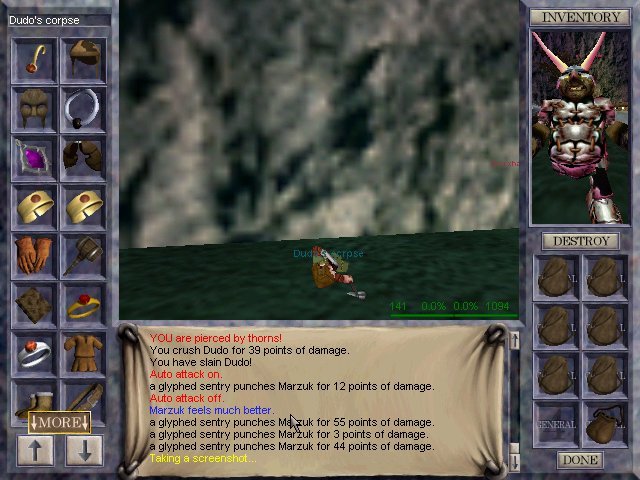 Dudo's corpse
MORE
Dudo's corpse
141 0.0% 0.0% 1094
YOU are pierced by thorns!
You crush Dudo for 39 points of damage.
You have slain Dudo!
Auto attack on.
a glyphed sentry punches Marzuk for 12 points of damage.
Auto attack off.
Marzuk feels much better.
a glyphed sentry punches Marzuk for 55 points of damage.
a glyphed sentry punches Marzuk for 3 points of damage.
a glyphed sentry punches Marzuk for 44 points of damage.
Taking a screenshot...
INVENTORY
DESTROY
GENERAL
DONE